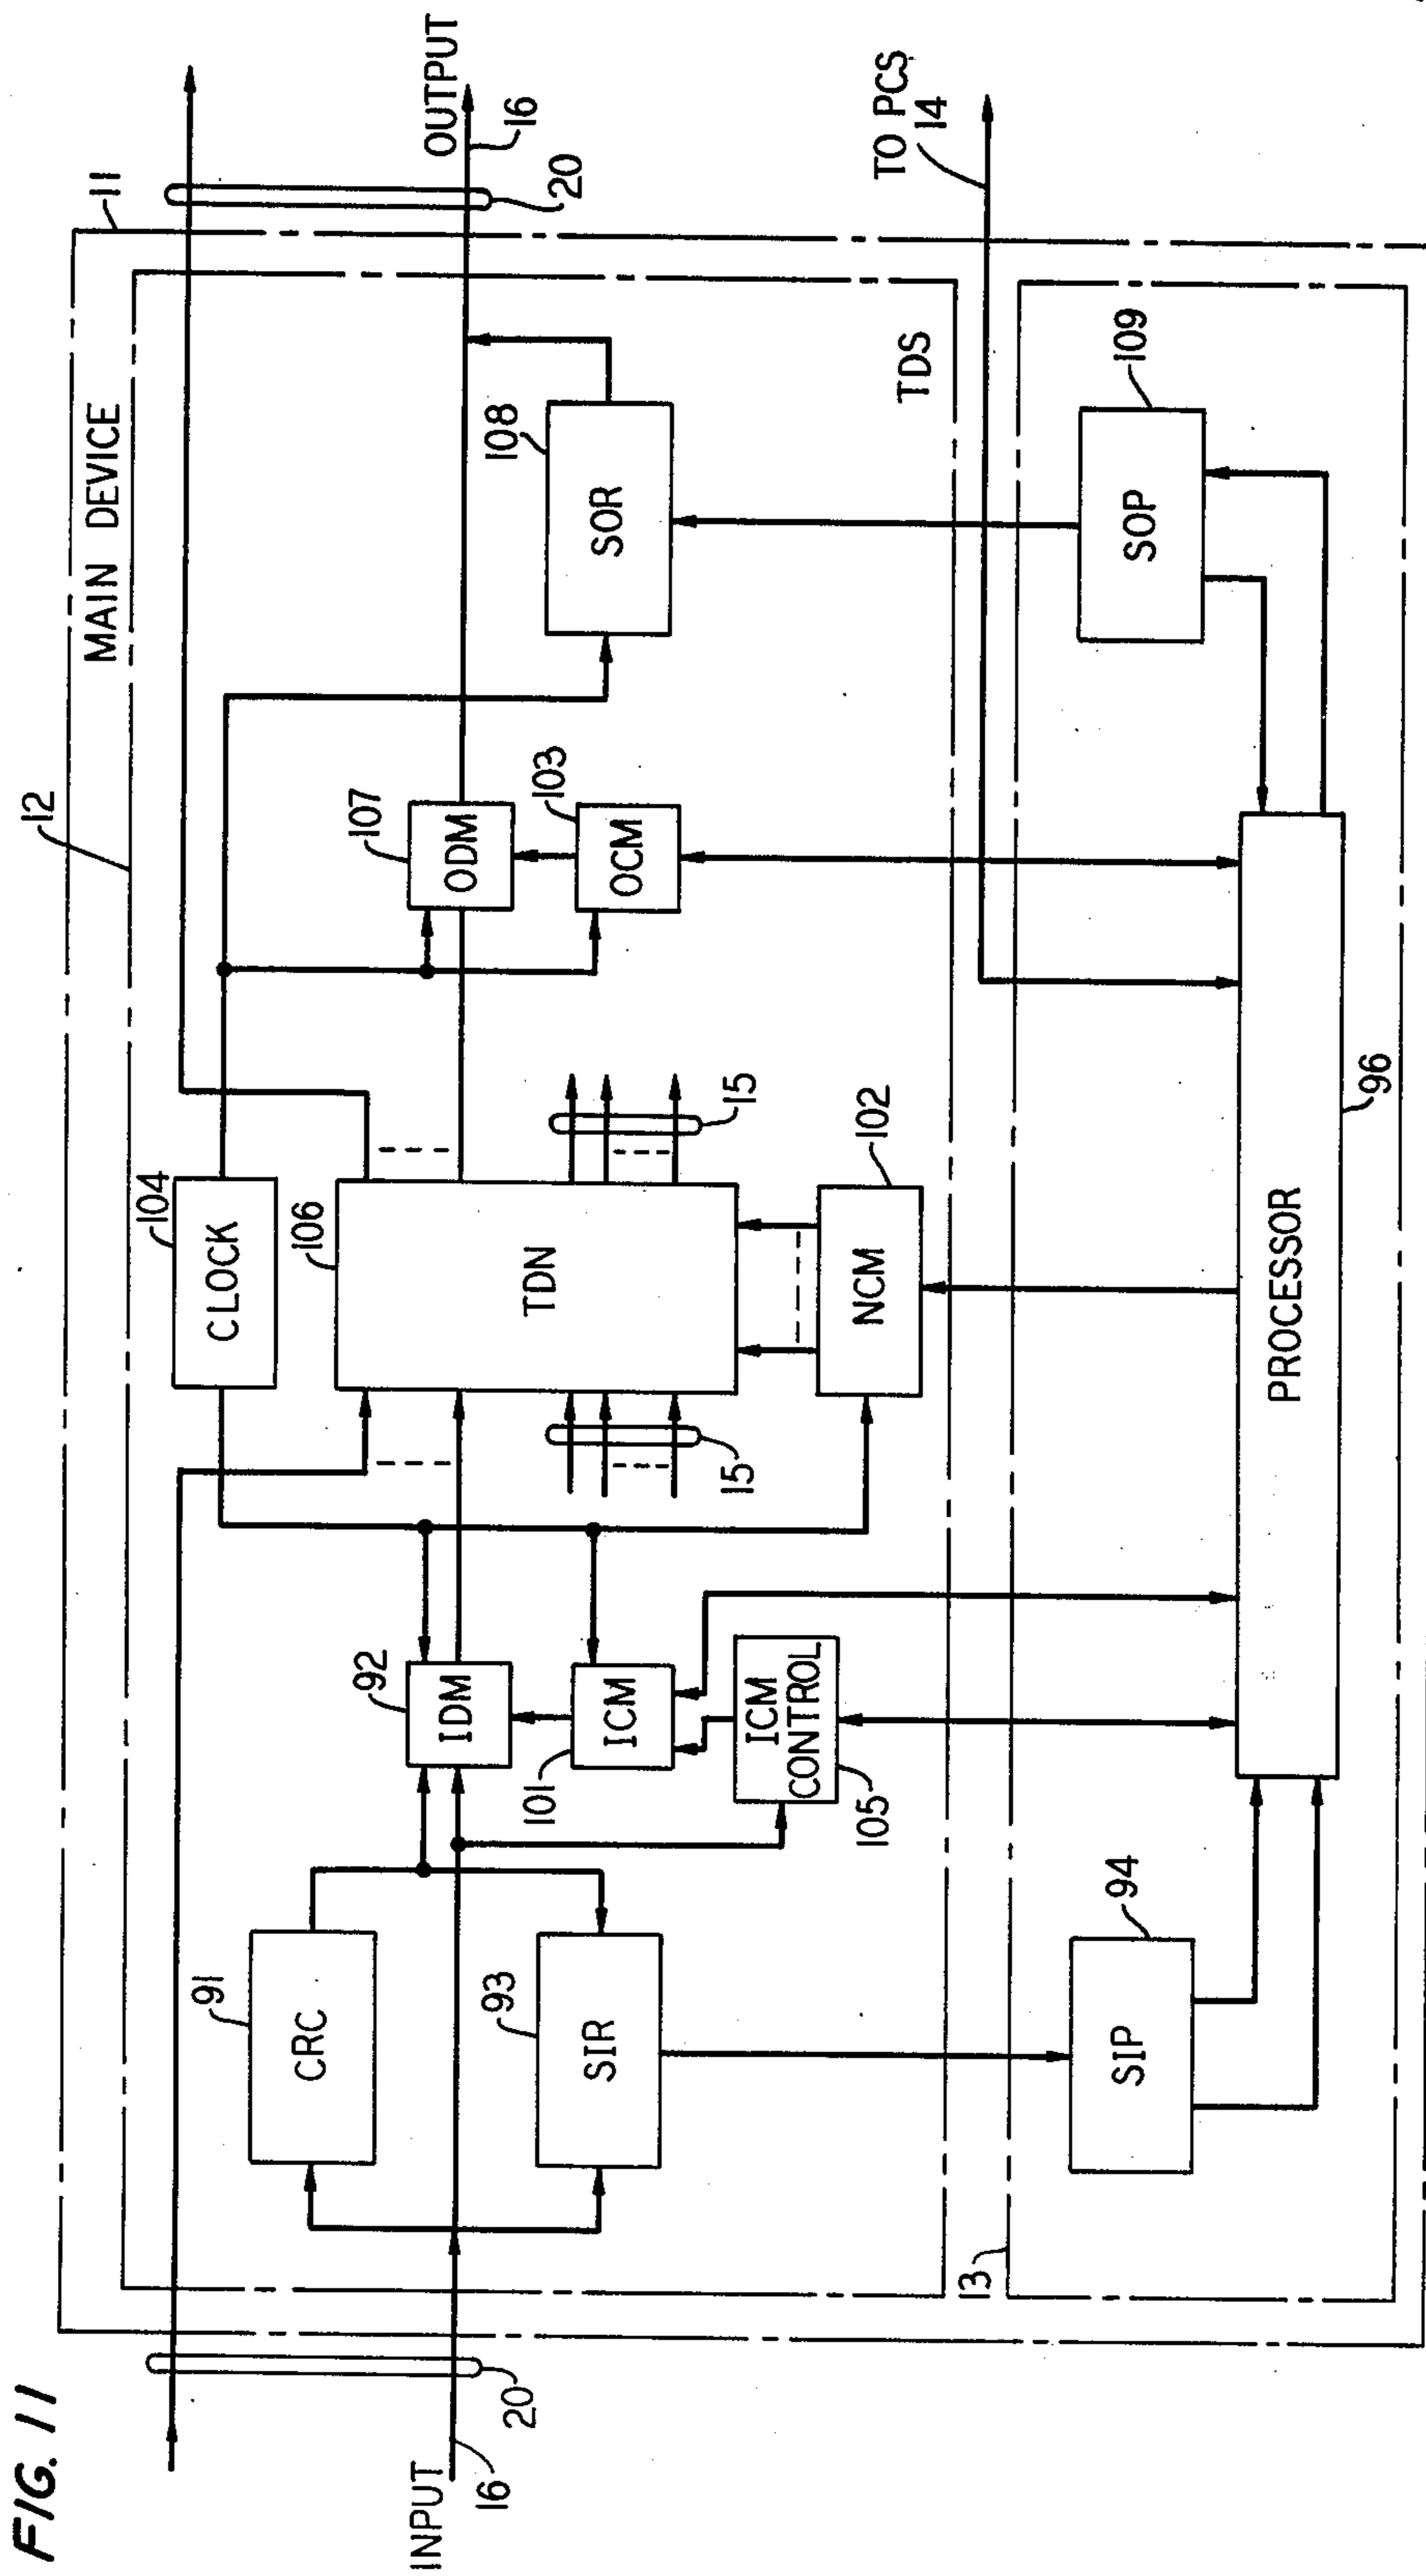 FIG. 11
11
12
MAIN DEVICE
104
CLOCK
OUTPUT
16
20
91
CRC
92
IDM
106
TDN
107
ODM
108
SOR
INPUT
16
20
93
SIR
101
ICM
15
15
103
OCM
TDS
105
ICM
CONTROL
102
NCM
TO PCS
14
13
94
SIP
PROCESSOR
96
109
SOP